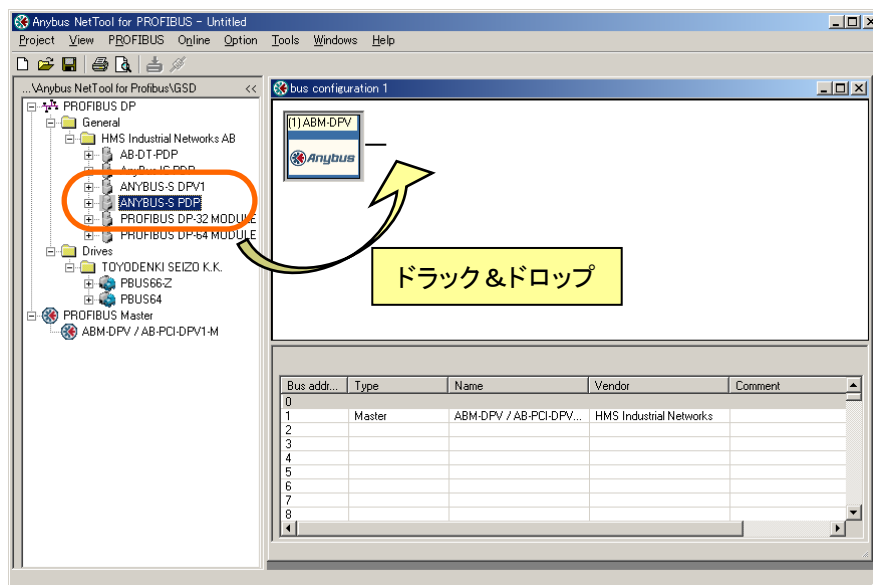 Anybus NetTool for PROFIBUS - Untitled
Project View PROFIBUS Online Option Tools Windows Help
...\Anybus NetTool for Profibus\GSD <<
PROFIBUS DP
General
HMS Industrial Networks AB
AB-DT-PDP
AnyBus-IC PDP
ANYBUS-S DPV1
ANYBUS-S PDP
PROFIBUS DP-32 MODULE
PROFIBUS DP-64 MODULE
Drives
TOYODENKI SEIZO K.K.
PBUS66-Z
PBUS64
PROFIBUS Master
ABM-DPV / AB-PCI-DPV1-M
bus configuration 1
(1) ABM-DPV
Anybus
ドラック&ドロップ
Bus addr... Type Name Vendor Comment
0
1 Master ABM-DPV / AB-PCI-DPV... HMS Industrial Networks
2
3
4
5
6
7
8